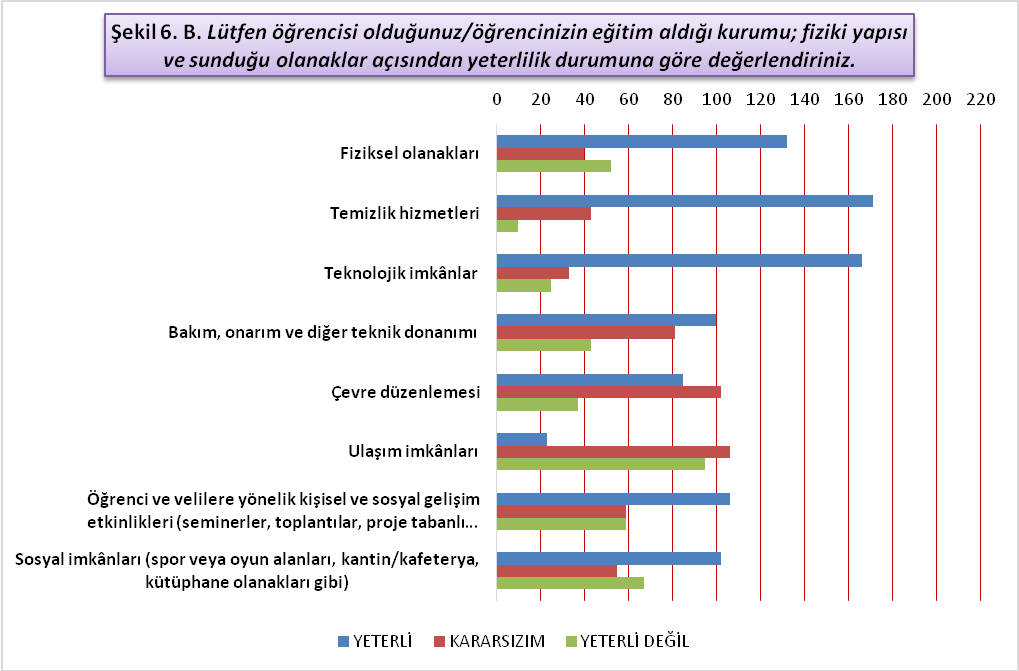 Şekil 6. B. Lütfen öğrencisi olduğunuz/öğrencinizin eğitim aldığı kurumu; fiziki yapısı
ve sunduğu olanaklar açısından yeterlilik durumuna göre değerlendiriniz.
0 20 40 60 80 100 120 140 160 180 200 220
Fiziksel olanakları
Temizlik hizmetleri
Teknolojik imkânlar
Bakım, onarım ve diğer teknik donanımı
Çevre düzenlemesi
Ulaşım imkânları
Öğrenci ve velilere yönelik kişisel ve sosyal gelişim
etkinlikleri (seminerler, toplantılar, proje tabanlı...
Sosyal imkânları (spor veya oyun alanları, kantin/kafeterya,
kütüphane olanakları gibi)
YETERLİ KARARSIZIM YETERLİ DEĞİL